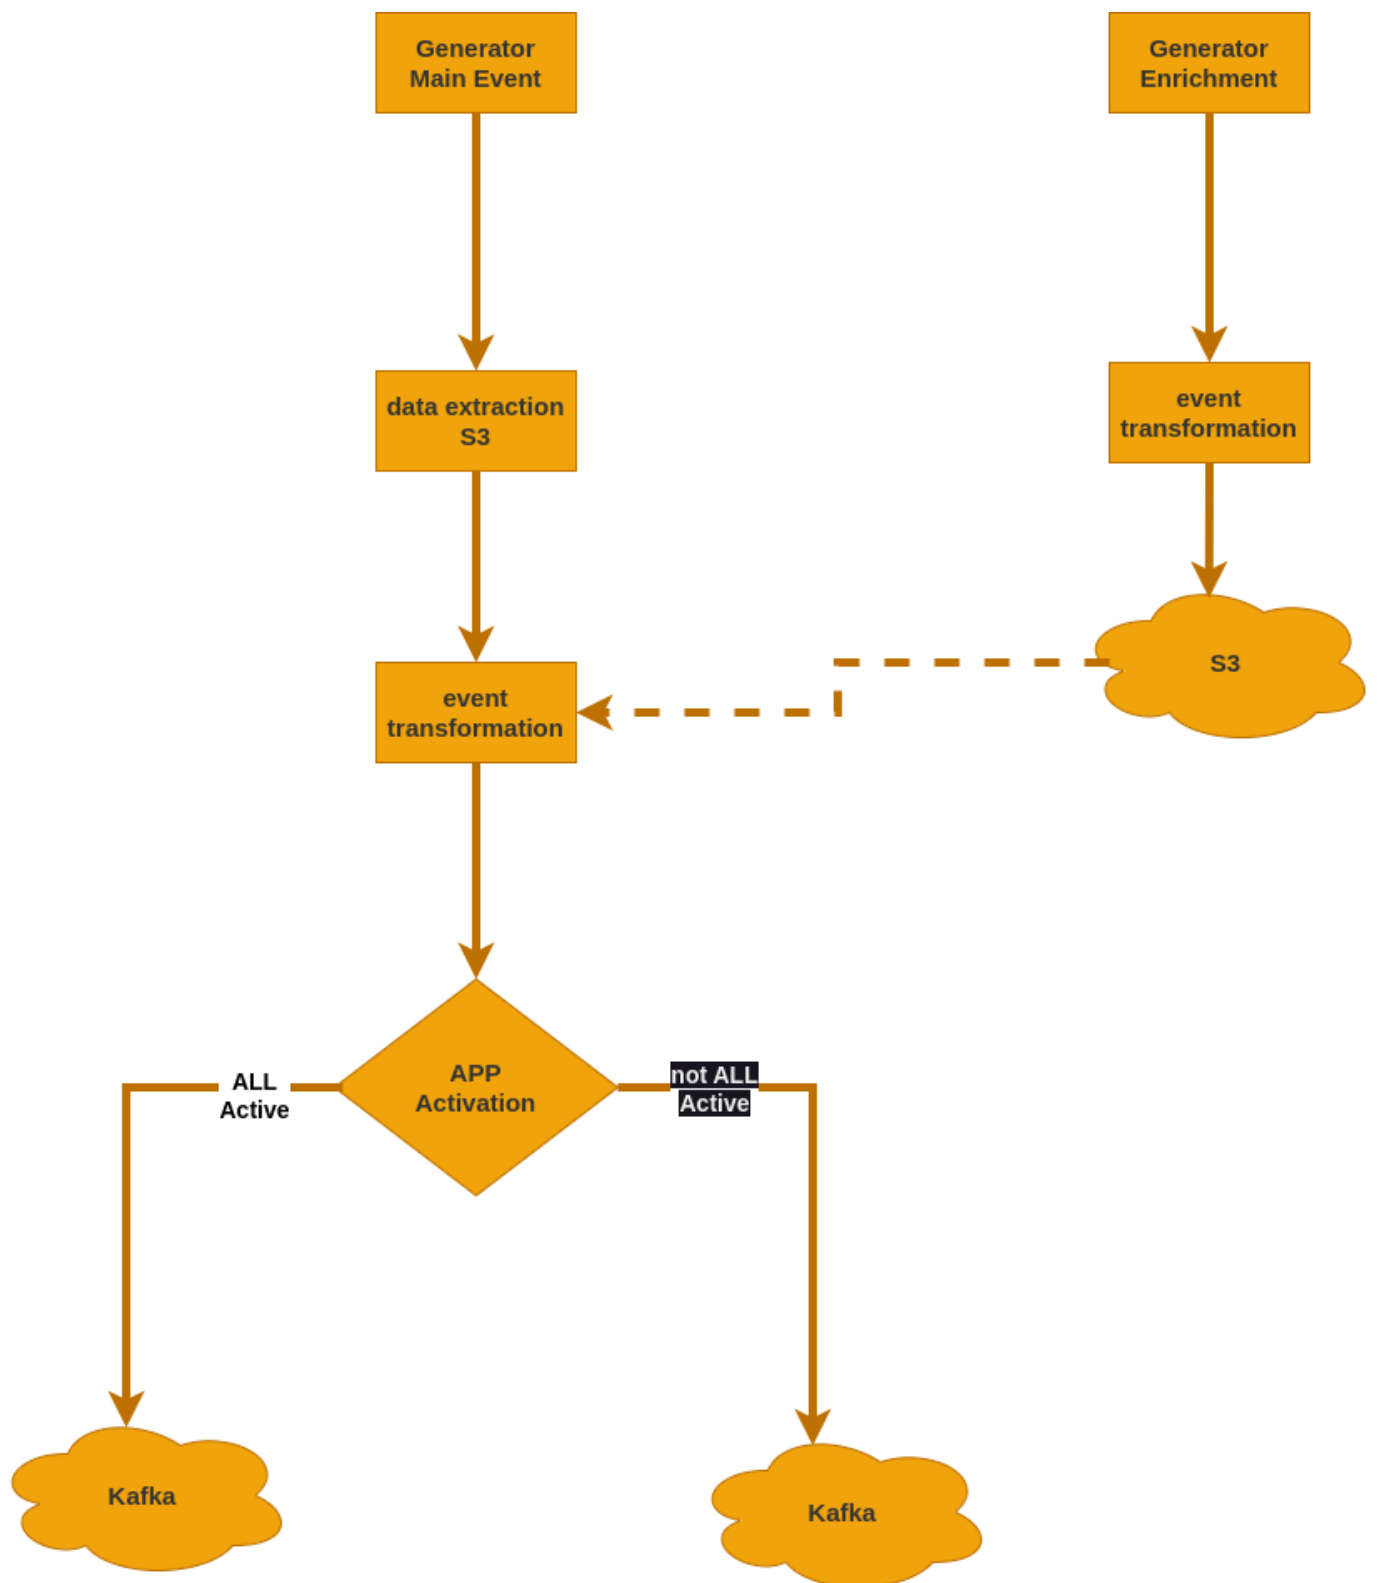 Generator
Main Event
Generator
Enrichment
data extraction
S3
event
transformation
S3
event
transformation
APP
Activation
ALL
Active
not ALL
Active
Kafka
Kafka